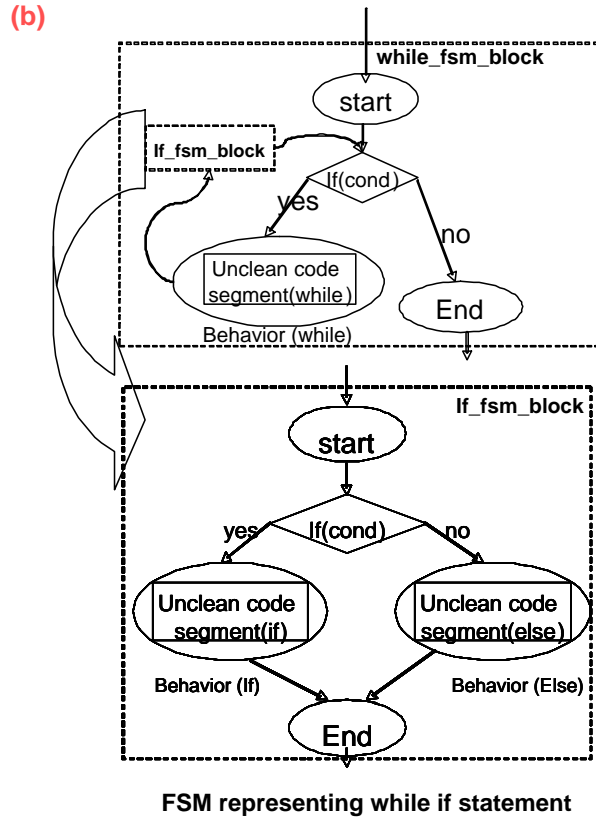 (b)
while_fsm_block
start
If_fsm_block
If(cond)
yes
no
Unclean code
segment(while)
End
Behavior (while)
If_fsm_block
start
yes
If(cond)
no
Unclean code
segment(if)
Unclean code
segment(else)
Behavior (If)
Behavior (Else)
End
FSM representing while if statement